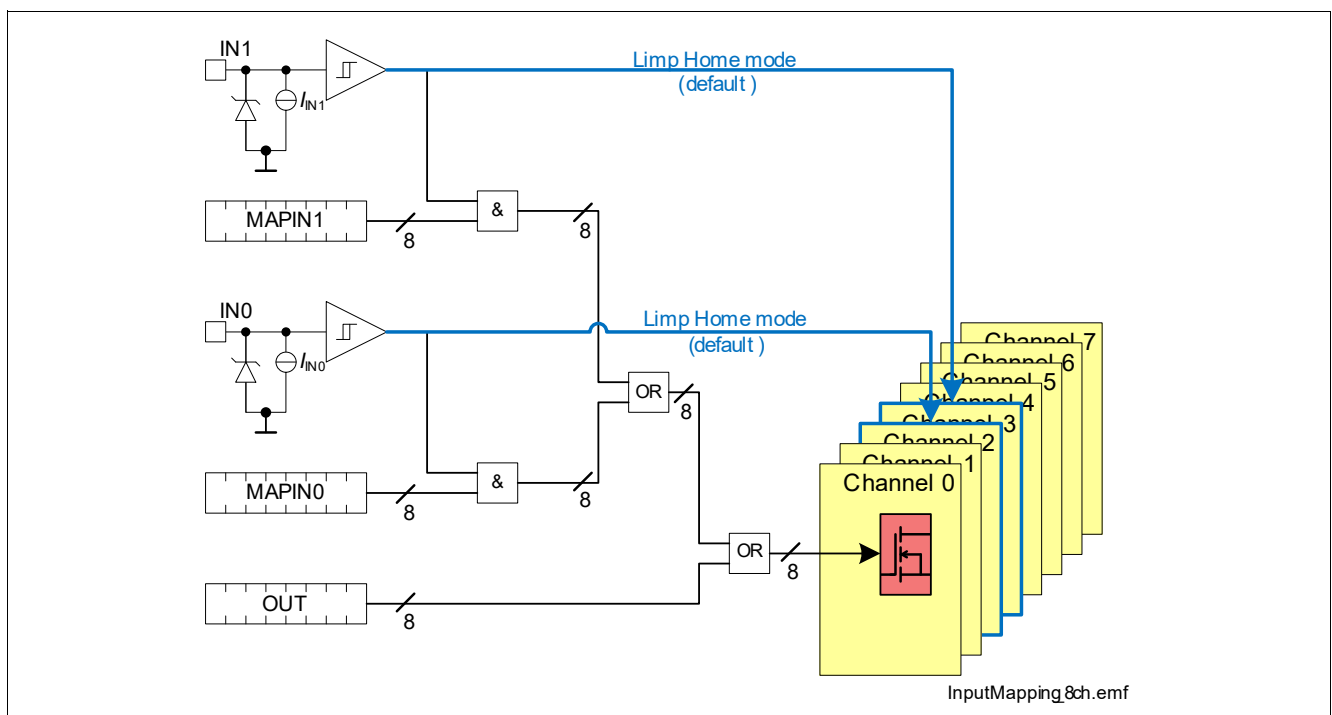 IN1
Limp Home mode
(default )
I_IN1
MAPIN1
8
&
8
IN0
Limp Home mode
(default )
I_IN0
Channel 7
Channel 6
Channel 5
Channel 4
Channel 3
Channel 2
Channel 1
Channel 0
OR
8
MAPIN0
8
&
8
OR
8
OUT
8
InputMapping_8ch.emf